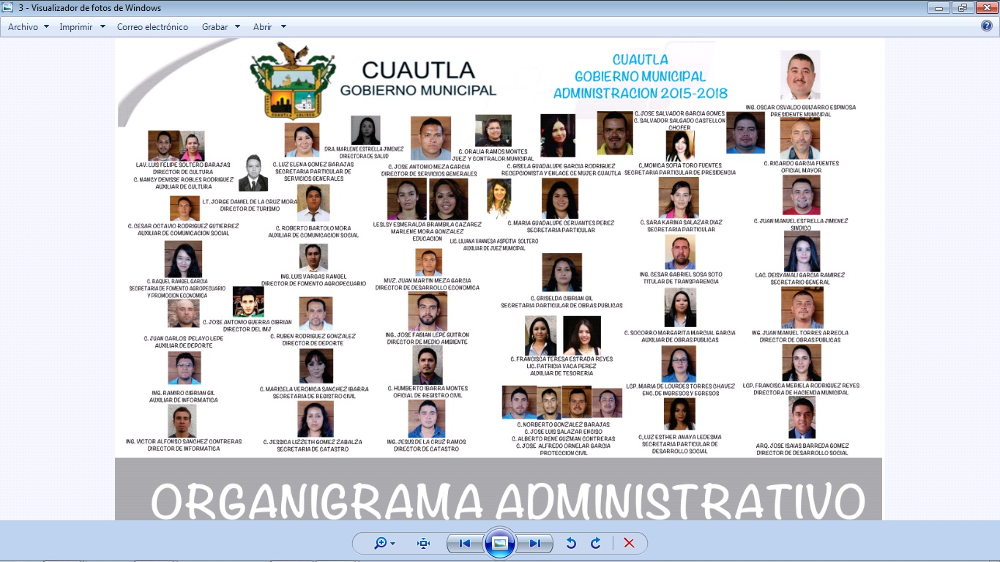 3 - Visualizador de fotos de Windows
Archivo Imprimir Correo electrónico Grabar Abrir
CUAUTLA
GOBIERNO MUNICIPAL
CUAUTLA JALISCO
CUAUTLA
GOBIERNO MUNICIPAL
ADMINISTRACION 2015-2018
ING. OSCAR OSVALDO GUIJARRO ESPINOSA
PRESIDENTE MUNICIPAL
C. JOSE SALVADOR GARCIA GOMES
C. SALVADOR SALGADO CASTELLON
CHOFER
LAV. LUIS FELIPE SOLTERO BARAJAS
DIRECTOR DE CULTURA
C. NANCY DENISSE ROBLES RODRIGUEZ
AUXILIAR DE CULTURA
C. LUZ ELENA GOMEZ BARAJAS
SECRETARIA PARTICULAR DE
SERVICIOS GENERALES
DRA. MARLENE ESTRELLA JIMENEZ
DIRECTORA DE SALUD
C. JOSE ANTONIO MEZA GARCIA
DIRECTOR DE SERVICIOS GENERALES
C. ORALIA RAMOS MONTES
JUEZ Y CONTRALOR MUNICIPAL
C. GISELA GUADALUPE GARCIA RODRIGUEZ
RECEPCIONISTA Y ENLACE CE MUJER CUAUTLA
C, MONICA SOFIA TORO FUENTES
SECRETARIA PARTICULAR DE PRESIDENCIA
C. RICARDO GARCIA FUENTES
OFICIAL MAYOR
LT. JORGE DANIEL DE LA CRUZ MORA
DIRECTOR DE TURISMO
C. CESAR OCTAVIO RODRIGUEZ GUTIERREZ
AUXILIAR DE COMUNICACION SOCIAL
C. ROBERTO BARTOLO MORA
AUXILIAR DE COMUNICACION SOCIAL
LESLSY ESMERALDA BRAMBILA CAZAREZ
MARLENE MORA GONZALEZ
EDUCACION
LIC. LILIANA VANNESA ASPEITIA SOLTERO
AUXILIAR DE JUEZ MUNICIPAL
C. MARIA GUADALUPE CERVANTES PEREZ
SECRETARIA PARTICULAR
C. SARA KARINA SALAZAR DIAZ
SECRETARIA PARTICULAR
C. JUAN MANUEL ESTRELLA JIMENEZ
SINDICO
C. RAQUEL RANGEL GARCIA
SECRETARIA DE FOMENTO AGROPECUARIO
Y PROMOCION ECONOMICA
ING. LUIS VARGAS RANGEL
DIRECTOR DE FOMENTO AGROPECUARIO
MVZ. JUAN MARTIN MEZA GARCIA
DIRECTOR DE DESARROLLO ECONOMICA
C. GRISELDA CIBRIAN GIL
SECRETARIA PARTICULAR DE OBRAS PUBLICAS
ING. CESAR GABRIEL SOSA SOTO
TITULAR DE TRANSPARENCIA
LAC. DEISYANALI GARCIA RAMIREZ
SECRETARIO GENERAL
C. JUAN CARLOS PELAYO LEPE
AUXILIAR DE DEPORTE
C. JOSE ANTONIO GUERRA CIBRIAN
DIRECTOR DEL IMJ
C. RUBEN RODRIGUEZ GONZALEZ
DIRECTOR DE DEPORTE
ING. JOSE FABIAN LEPE GUITRON
DIRECTOR DE MEDIO AMBIENTE
C. FRANCISCA TERESA ESTRADA REYES
LIC. PATRICIA VACA PEREZ
AUXILIAR DE TESORERIA
C. SOCORRO MARGARITA MARCIAL GARCIA
AUXILIAR DE OBRAS PUBLICAS
ING. JUAN MANUEL TORRES ARREOLA
DIRECTOR DE OBRAS PUBLICAS
ING. RAMIRO CIBRIAN GIL
AUXILIAR DE INFORMATICA
C. MARICELA VERONICA SANCHEZ IBARRA
SECRETARIA DE REGISTRO CIVIL
C. HUMBERTO IBARRA MONTES
OFICIAL DE REGISTRO CIVIL
LCP. MARIA DE LOURDES TORRES CHAVEZ
ENC. DE INGRESOS Y EGRESOS
LCP. FRANCISCA MERIELA RODRIGUEZ REYES
DIRECTORA DE HACIENDA MUNICIPAL
ING. VICTOR ALFONSO SANCHEZ CONTRERAS
DIRECTOR DE INFORMATICA
C. JESSICA LIZZETH GOMEZ ZABALZA
SECRETARIA DE CATASTRO
ING. JESUS DE LA CRUZ RAMOS
DIRECTOR DE CATASTRO
C. NORBERTO GONZALEZ BARAJAS
C. JOSE LUIS SALAZAR ENCISO
C. ALBERTO RENE GUZMAN CONTRERAS
C. JOSE ALFREDO ORNELAR GARCIA
PROTECCION CIVIL
C, LUZ ESTHER ANAYA LEDESMA
SECRETARIA PARTICULAR DE
DESARROLLO SOCIAL
ARQ. JOSE ISAIAS BARREDA GOMEZ
DIRECTOR DE DESARROLLO SOCIAL
ORGANIGRAMA ADMINISTRATIVO